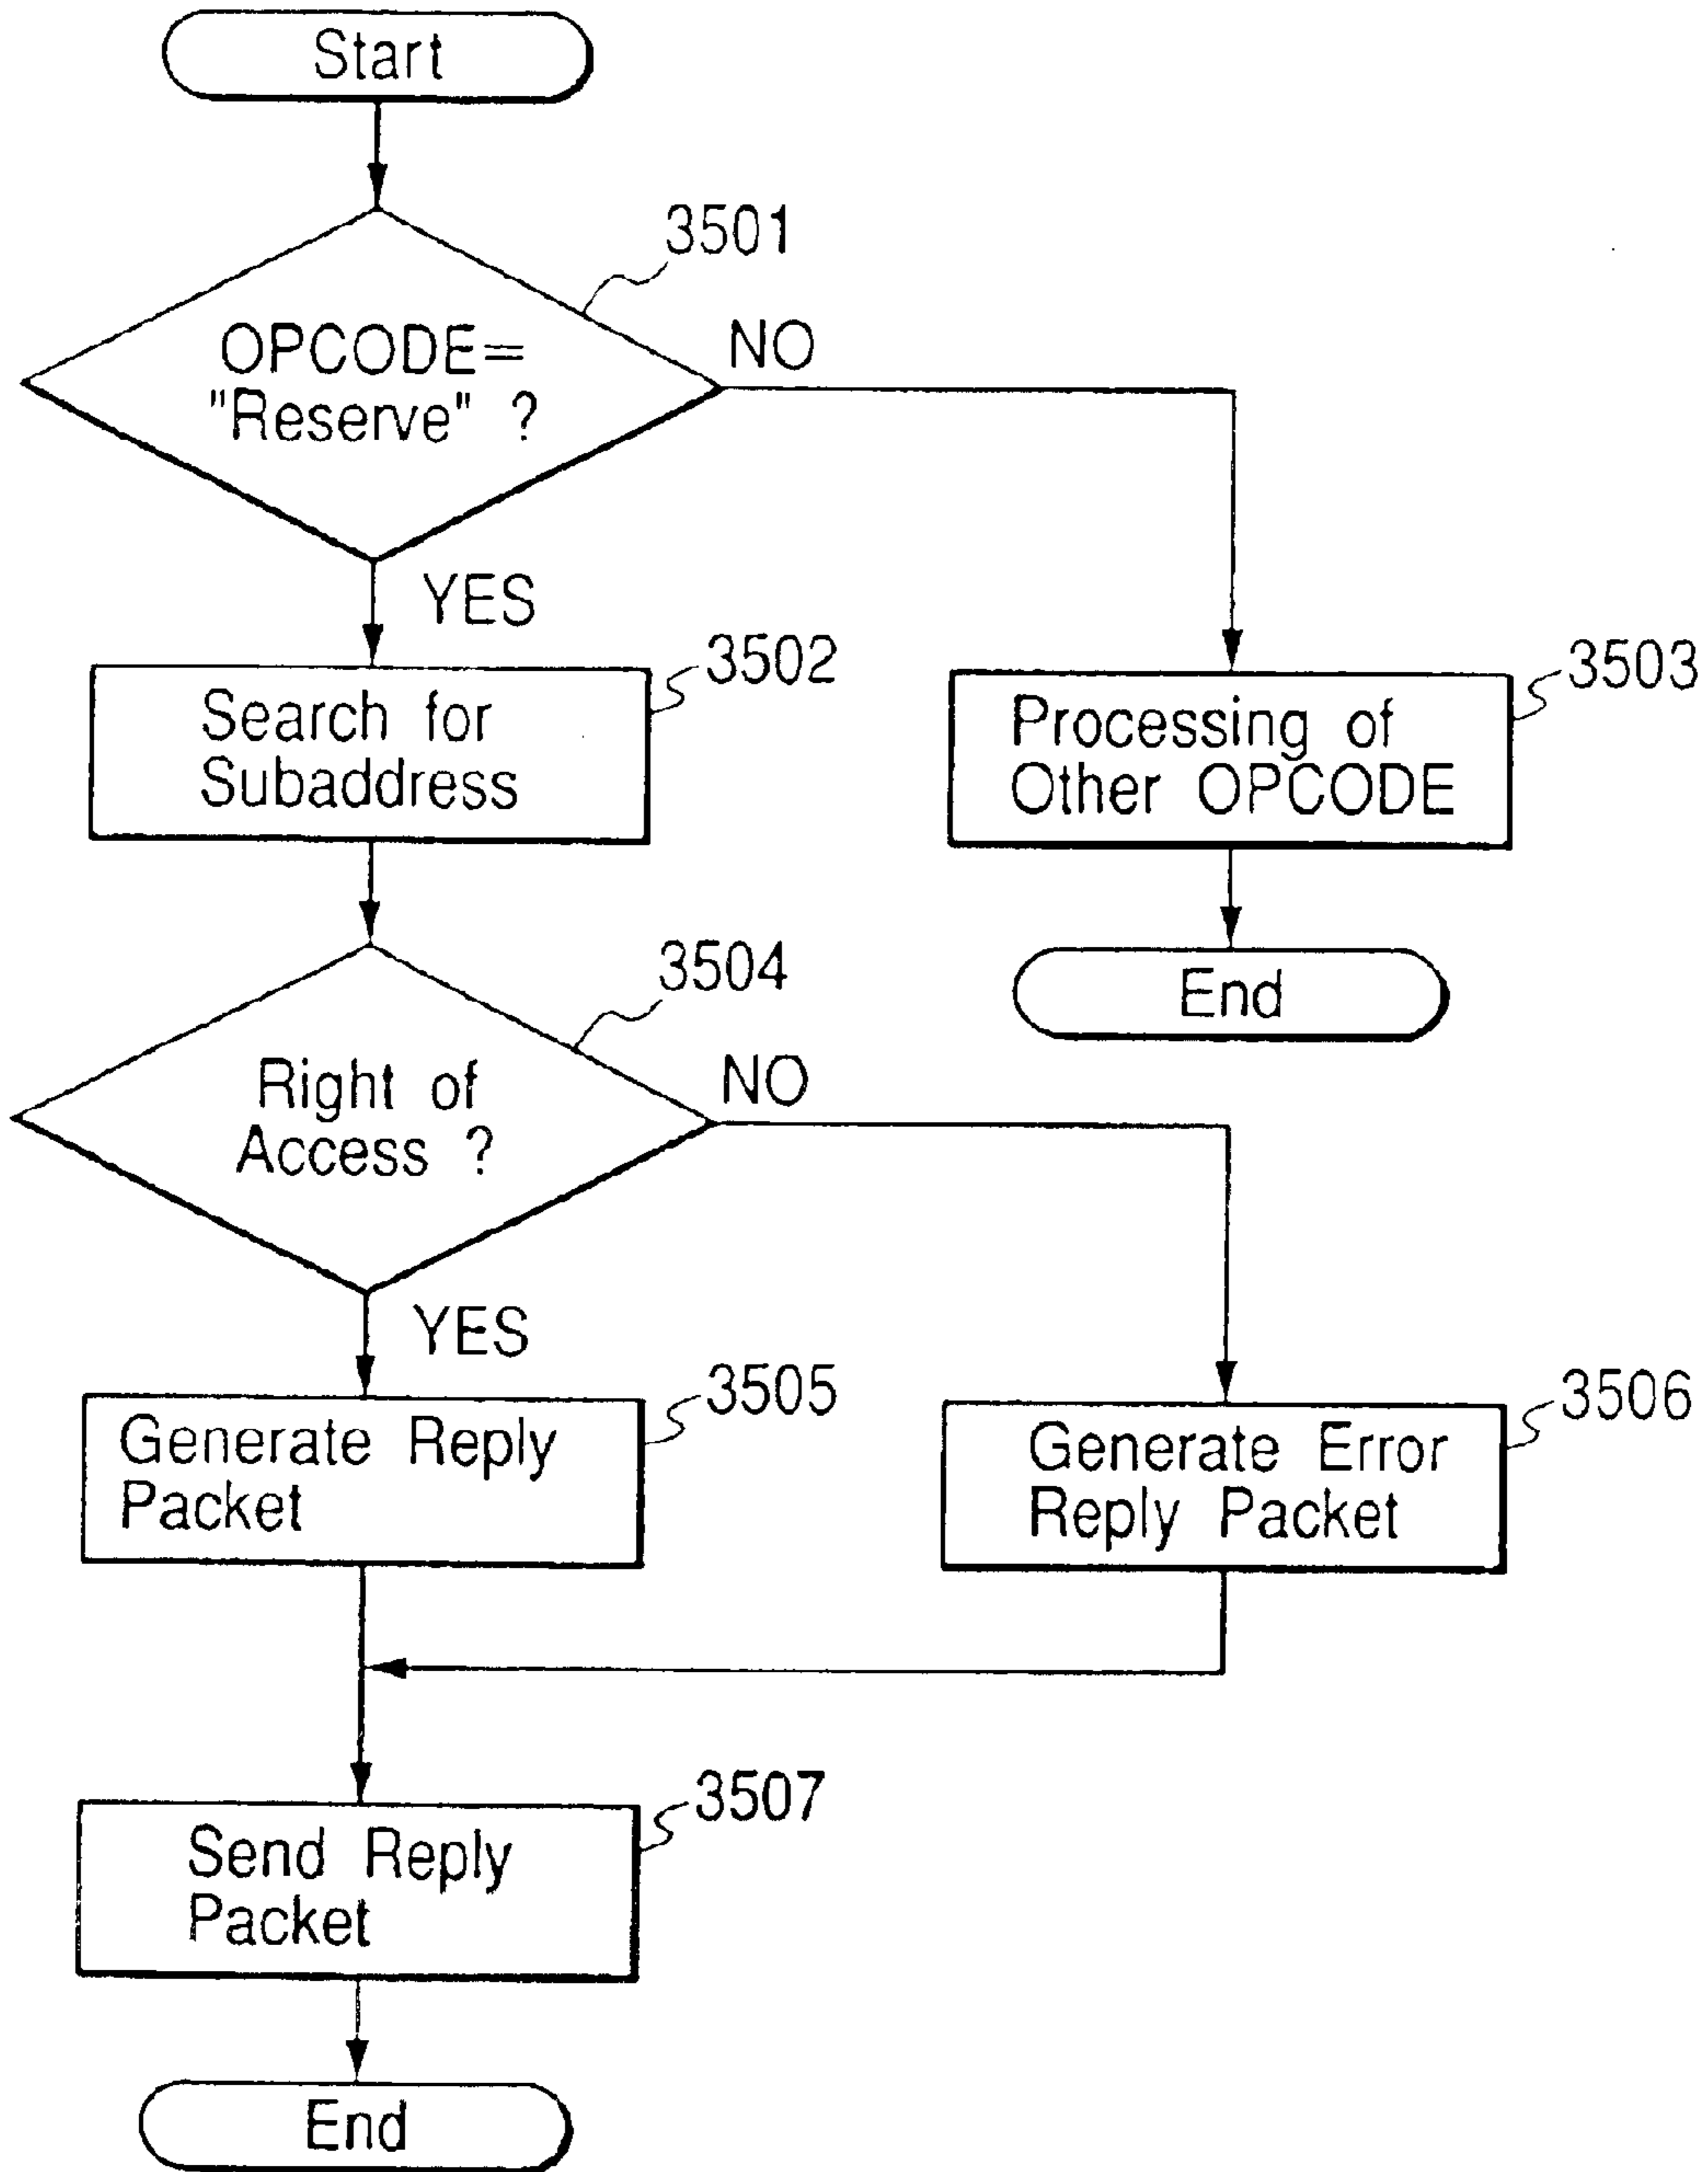 Start
3501
OPCODE=
"Reserve" ?
NO
YES
3502
Search for
Subaddress
3503
Processing of
Other OPCODE
End
3504
Right of
Access ?
NO
YES
3505
Generate Reply
Packet
3506
Generate Error
Reply Packet
3507
Send Reply
Packet
End